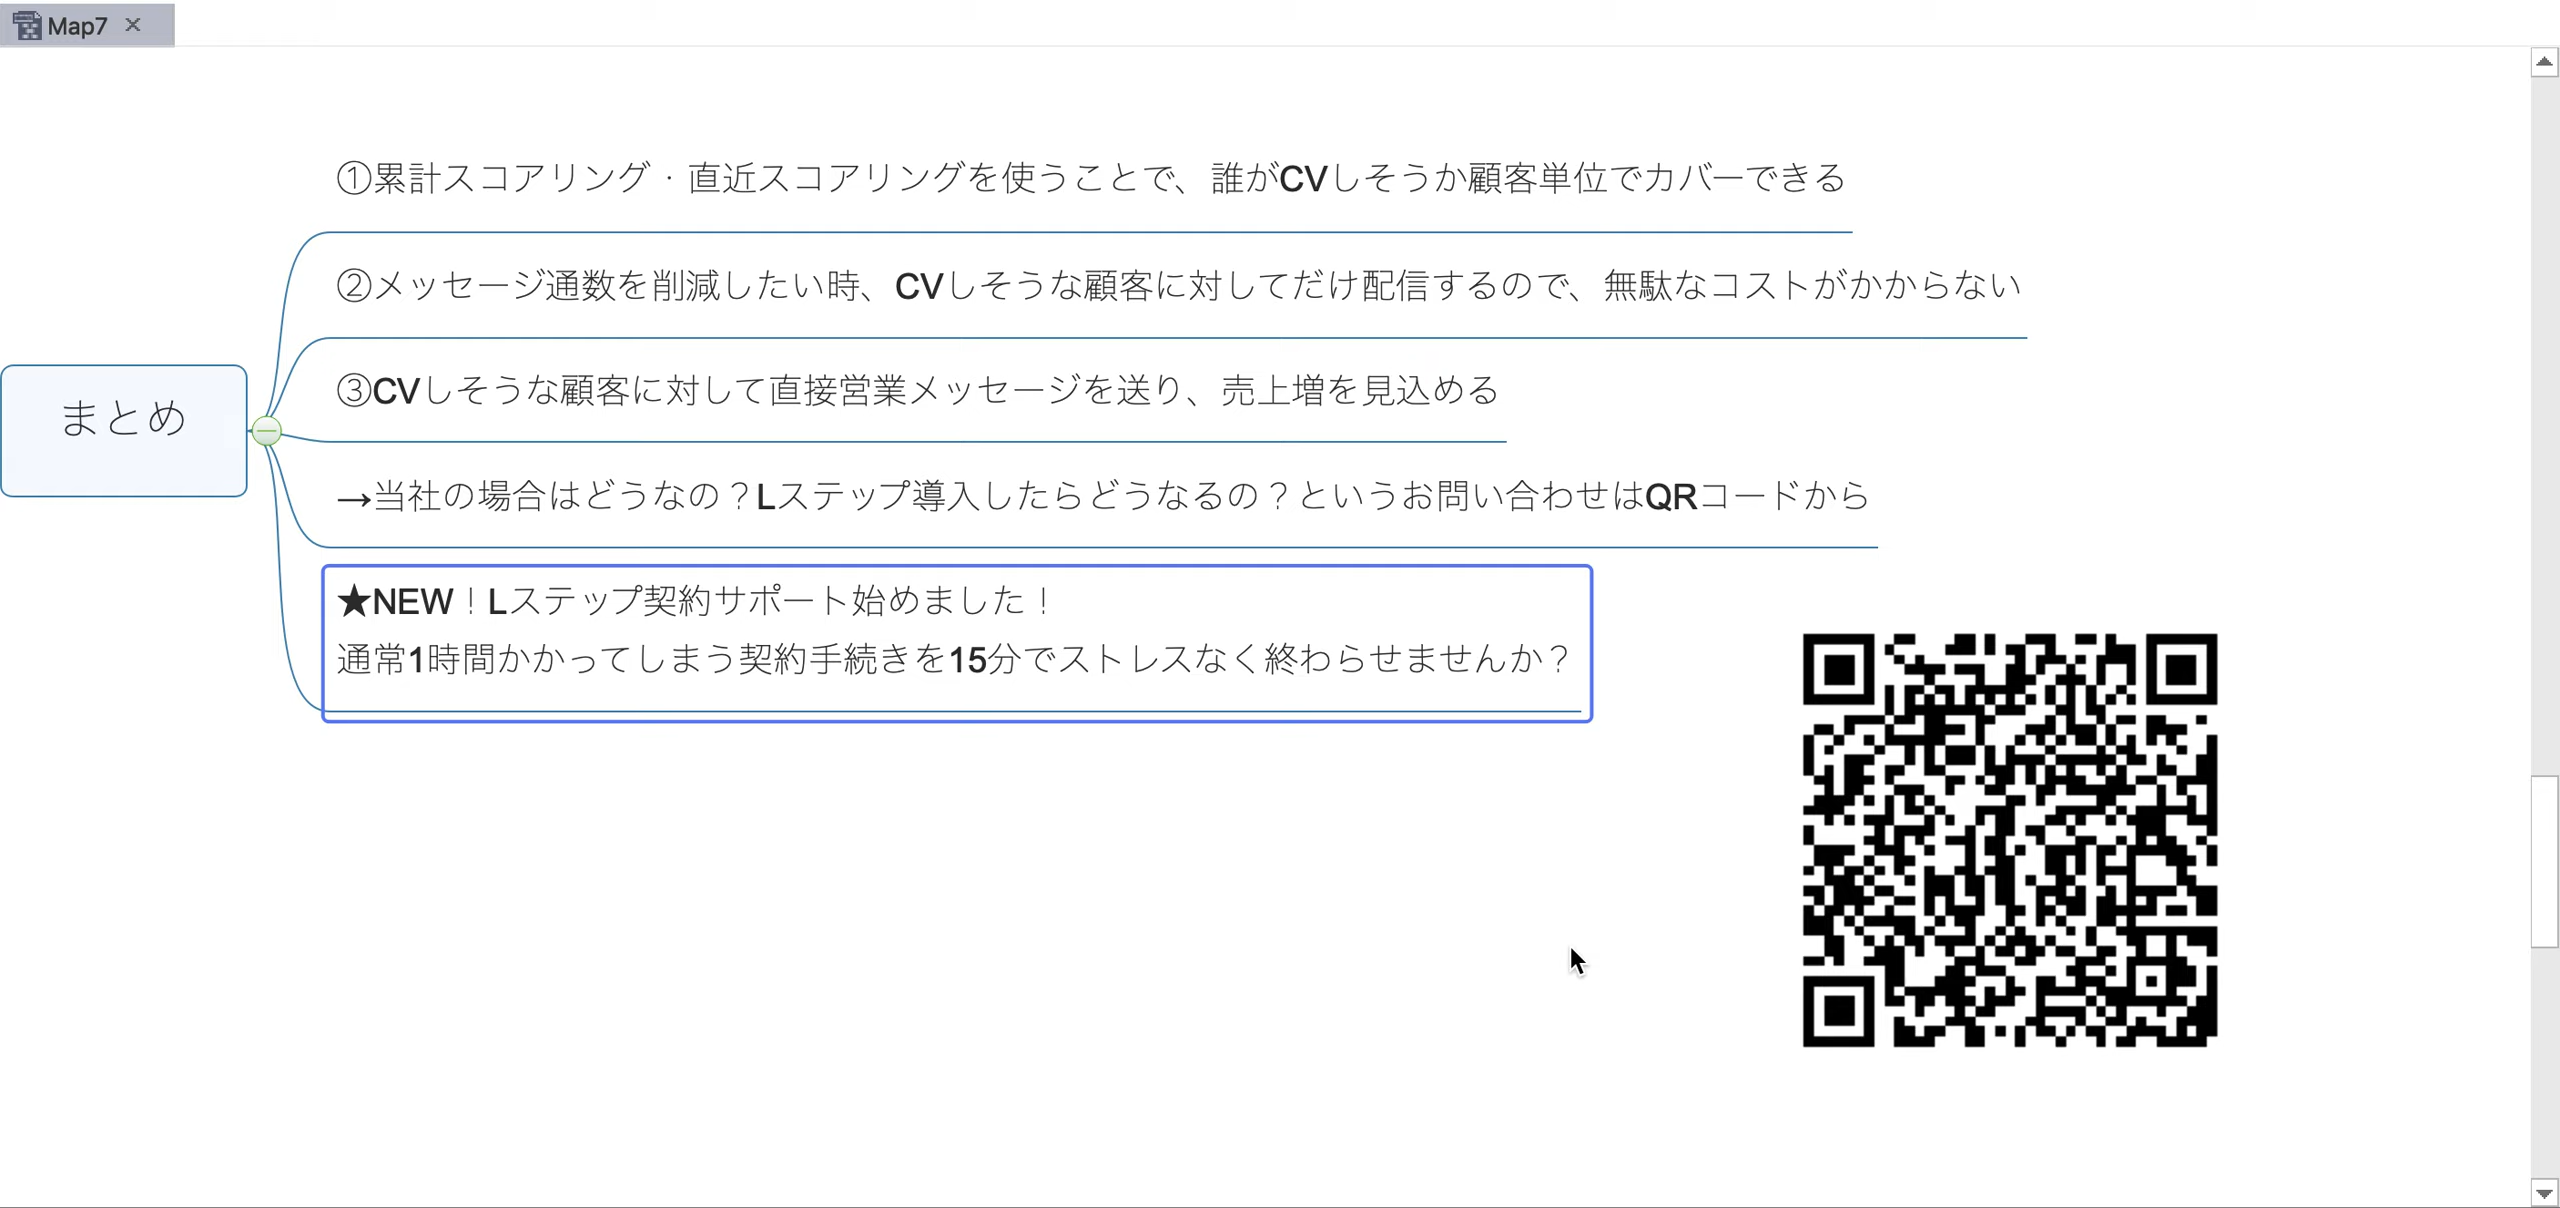 Map7
①累計スコアリング・直近スコアリングを使うことで、誰がCVしそうか顧客単位でカバーできる
②メッセージ通数を削減したい時、CVしそうな顧客に対してだけ配信するので、無駄なコストがかからない
③CVしそうな顧客に対して直接営業メッセージを送り、売上増を見込める
まとめ
→当社の場合はどうなの？Lステップ導入したらどうなるの？というお問い合わせはQRコードから
★NEW！Lステップ契約サポート始めました！
通常1時間かかってしまう契約手続きを15分でストレスなく終わらせませんか？